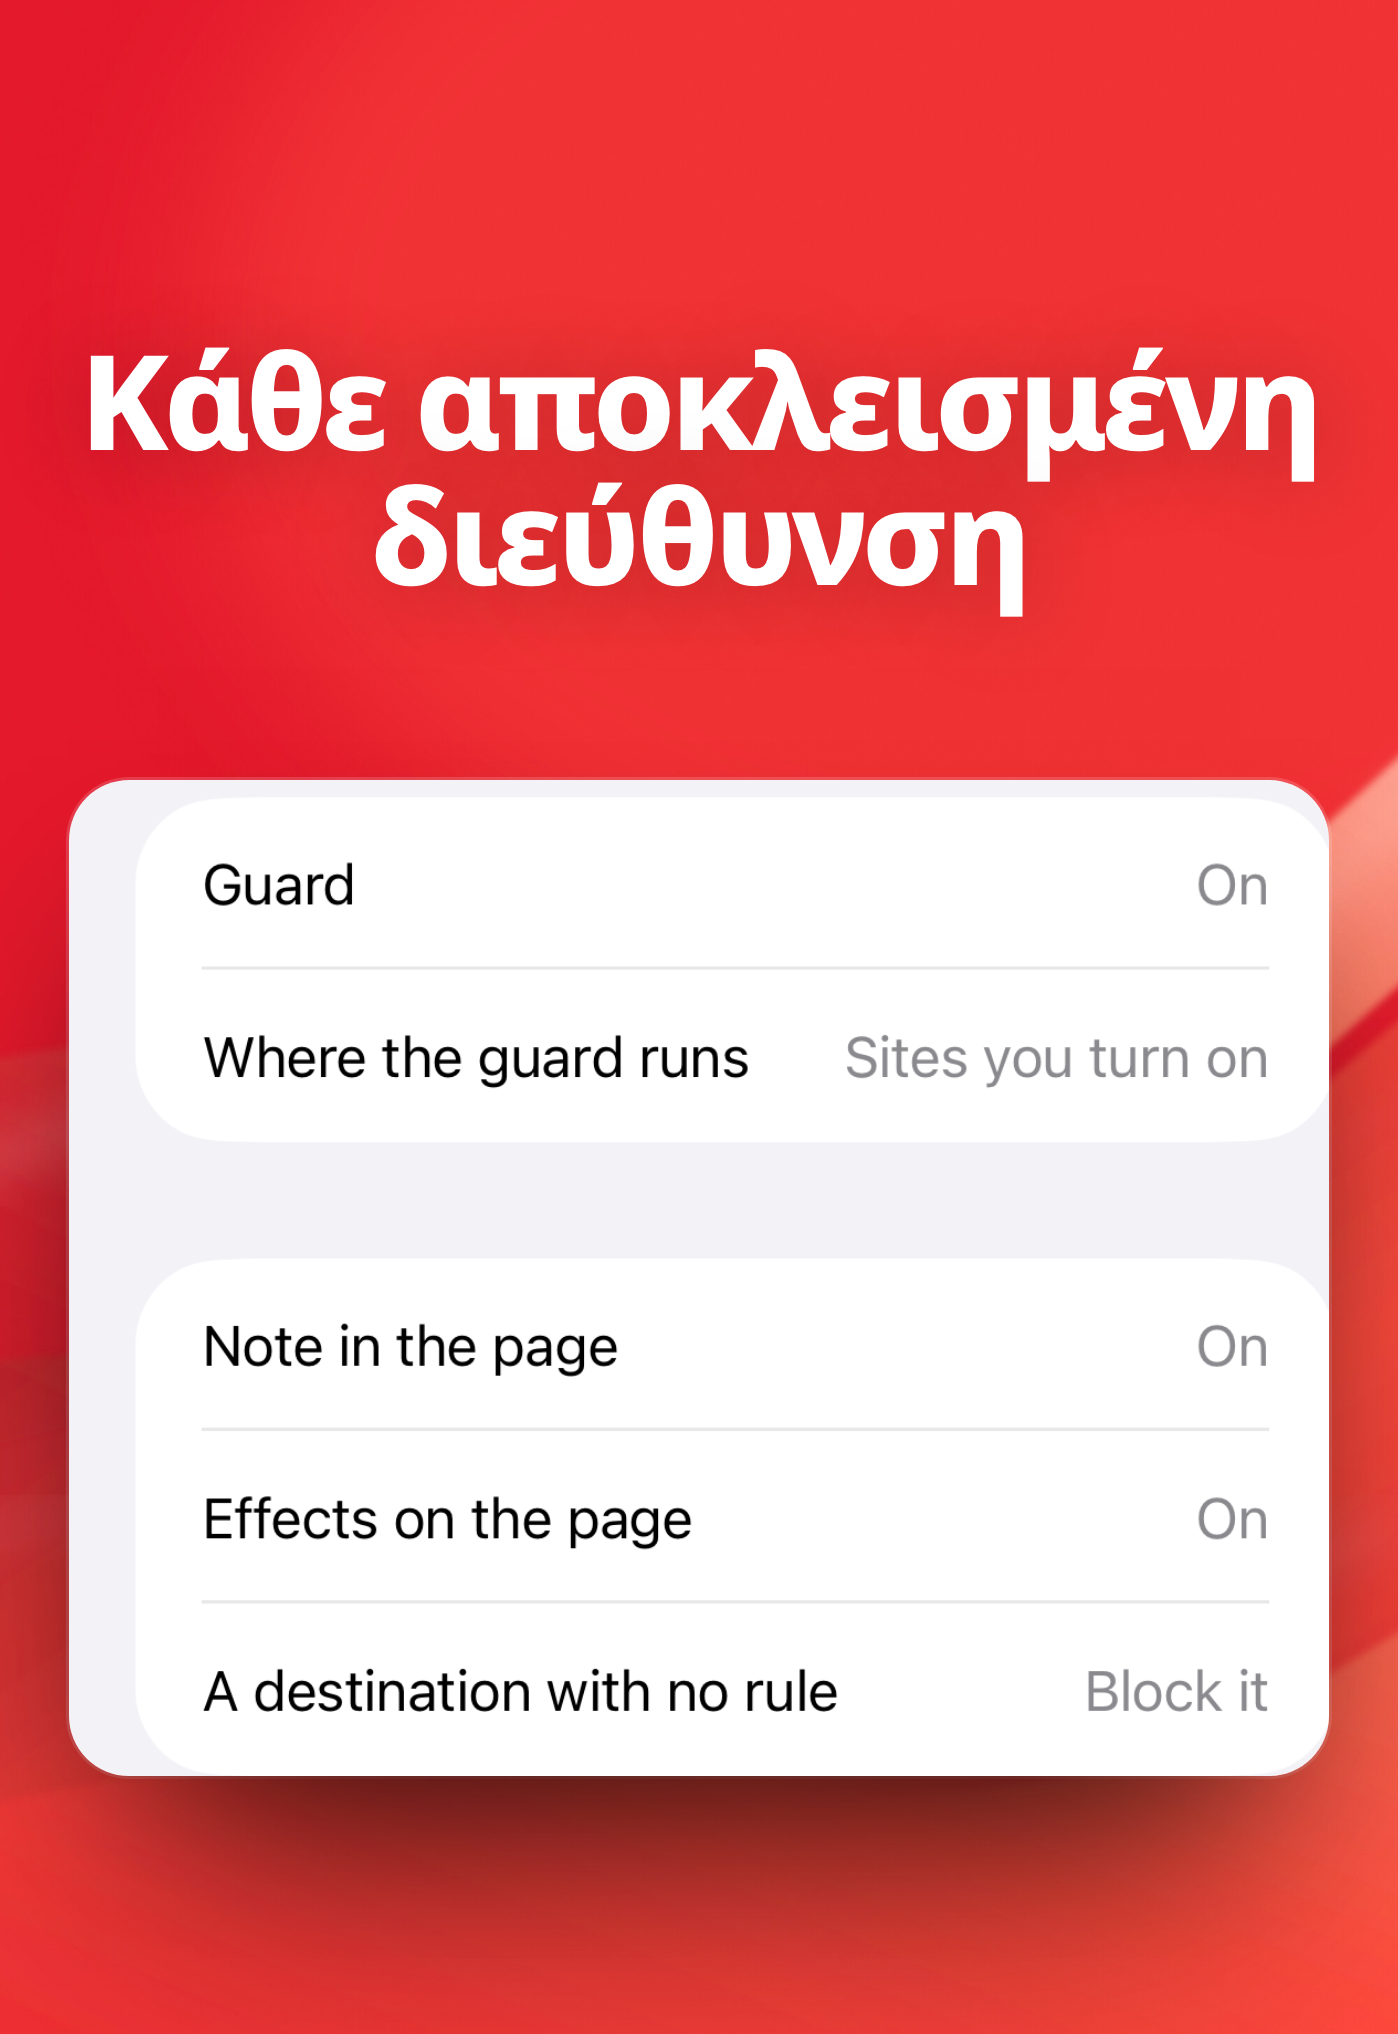 Κάθε αποκλεισμένη
διεύθυνση
Guard On
Where the guard runs Sites you turn on
Note in the page On
Effects on the page On
A destination with no rule Block it